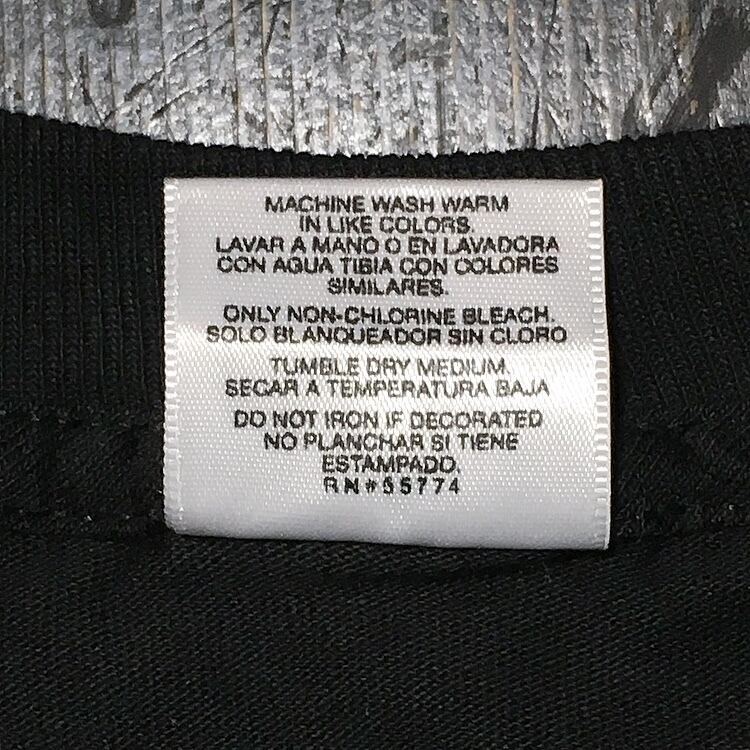 MACHINE WASH WARM
IN LIKE COLORS.
LAVAR A MANO O EN LAVADORA
CON AGUA TIBIA CON COLORES
SIMILARES.
ONLY NON-CHLORINE BLEACH.
SOLO BLANQUEADOR SIN CLORO
TUMBLE DRY MEDIUM.
SECAR A TEMPERATURA BAJA
DO NOT IRON IF DECORATED
NO PLANCHAR SI TIENE
ESTAMPADO.